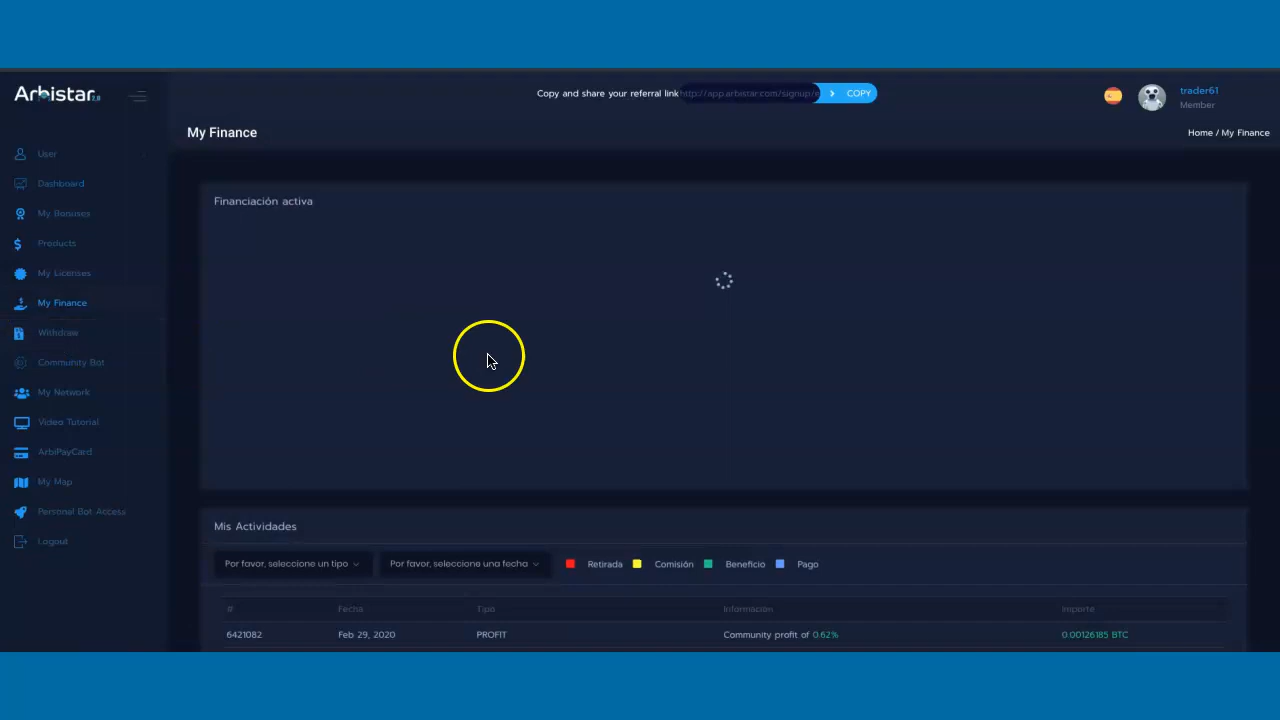 Arbistar 2.0
Copy and share your referral link http://app.arbistar.com/signup/ COPY
trader61
Member
My Finance
Home / My Finance
User
Dashboard
My Bonuses
Products
My Licenses
My Finance
Withdraw
Community Bot
My Network
Video Tutorial
ArbiPayCard
My Map
Personal Bot Access
Logout
Financiación activa
Mis Actividades
Por favor, seleccione un tipo Por favor, seleccione una fecha Retirada Comisión Beneficio Pago
# Fecha Tipo Información Importe
6421082 Feb 29, 2020 PROFIT Community profit of 0.62% 0.00126185 BTC